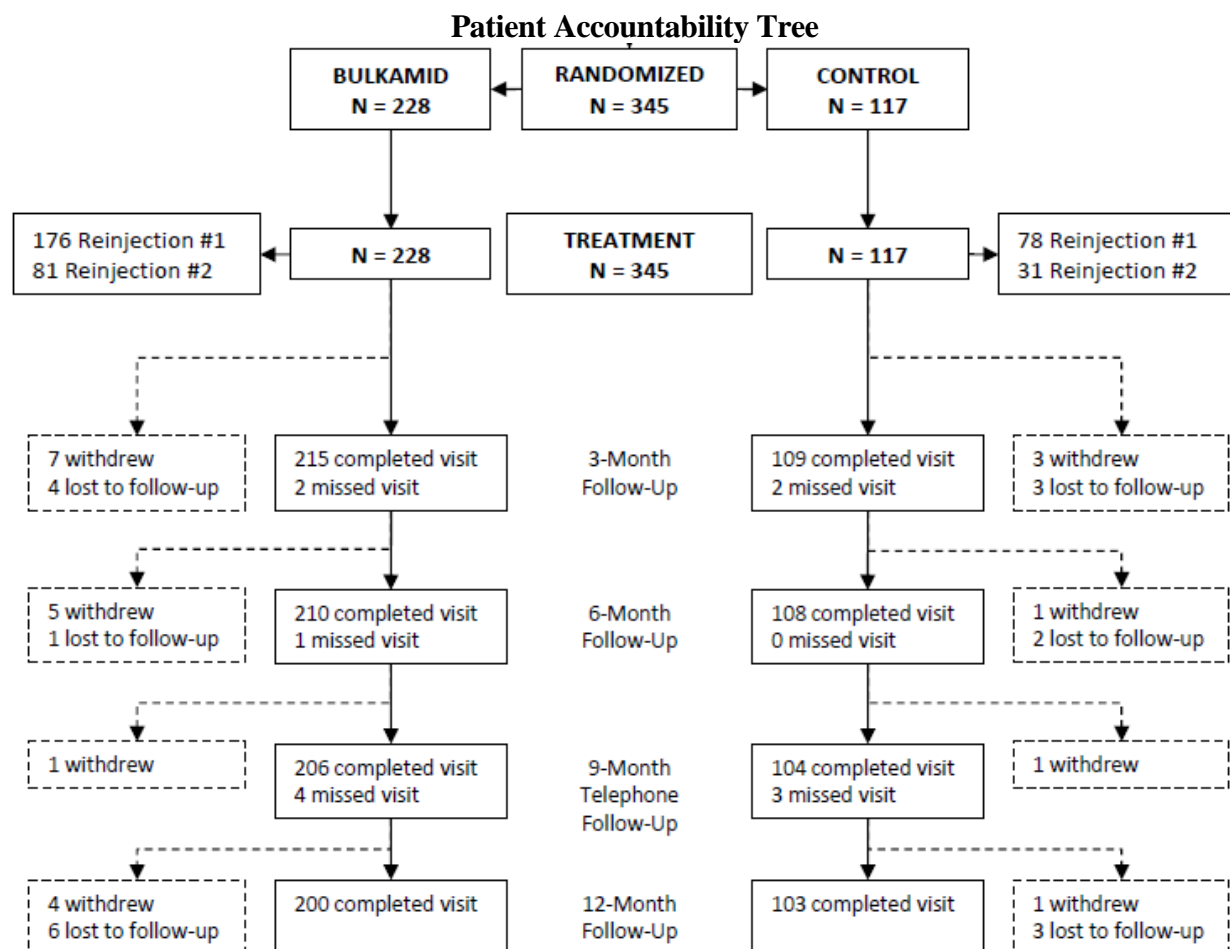 Patient Accountability Tree
BULKAMID
N = 228
RANDOMIZED
N = 345
CONTROL
N = 117
176 Reinjection #1
81 Reinjection #2
N = 228
TREATMENT
N = 345
N = 117
78 Reinjection #1
31 Reinjection #2
7 withdrew
4 lost to follow-up
215 completed visit
2 missed visit
3-Month
Follow-Up
109 completed visit
2 missed visit
3 withdrew
3 lost to follow-up
5 withdrew
1 lost to follow-up
210 completed visit
1 missed visit
6-Month
Follow-Up
108 completed visit
0 missed visit
1 withdrew
2 lost to follow-up
1 withdrew
206 completed visit
4 missed visit
9-Month
Telephone
Follow-Up
104 completed visit
3 missed visit
1 withdrew
4 withdrew
6 lost to follow-up
200 completed visit
12-Month
Follow-Up
103 completed visit
1 withdrew
3 lost to follow-up